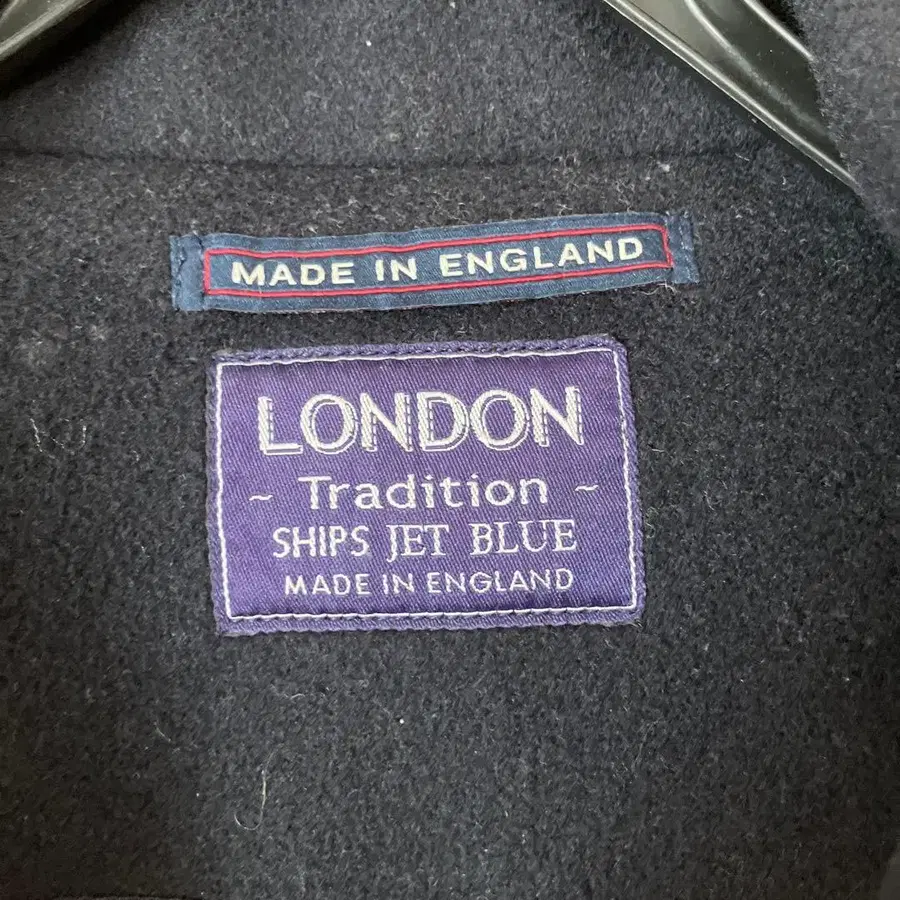 MADE IN ENGLAND
LONDON
~ Tradition ~
SHIPS JET BLUE
MADE IN ENGLAND